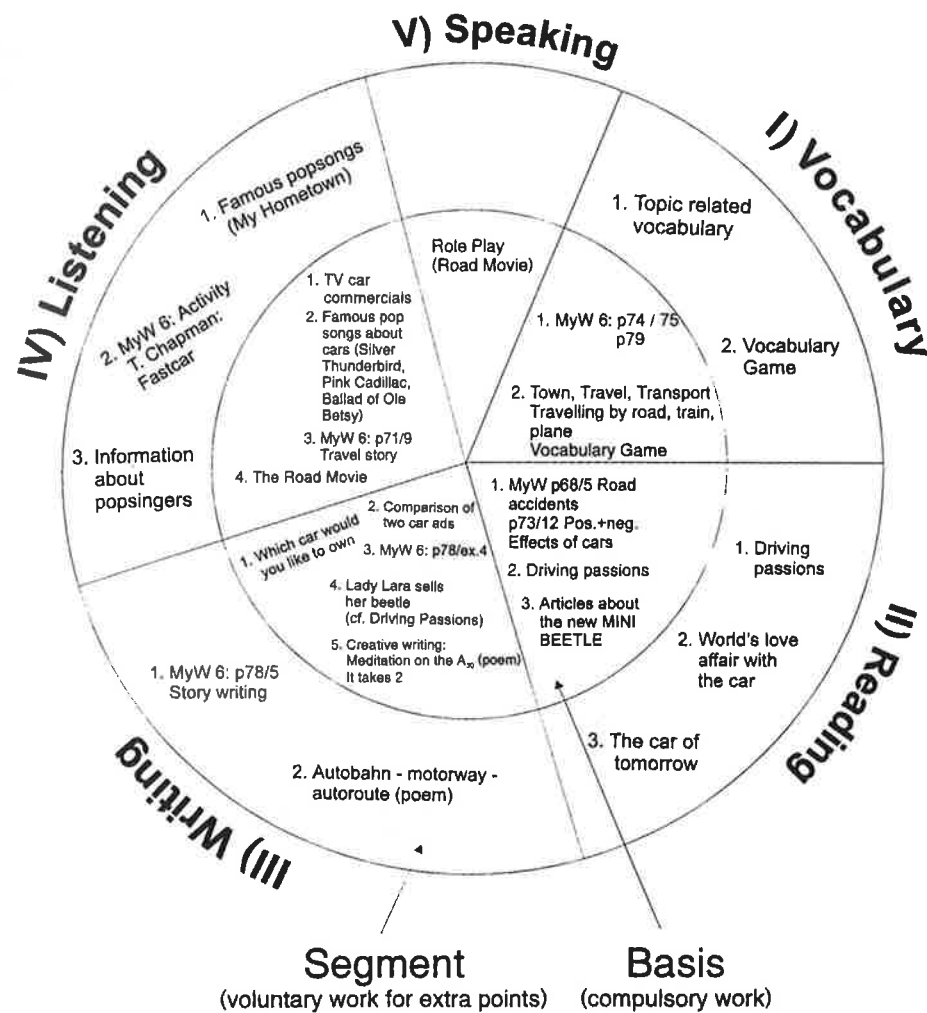 V) Speaking
Role Play
(Road Movie)
I) Vocabulary
1. Topic related
vocabulary
2. Vocabulary
Game
1. MyW 6: p74 / 75
p79
2. Town, Travel, Transport
Travelling by road, train,
plane
Vocabulary Game
II) Reading
1. Driving
passions
2. World's love
affair with
the car
3. The car of
tomorrow
1. MyW p68/5 Road
accidents
p73/12 Pos.+neg.
Effects of cars
2. Driving passions
3. Articles about
the new MINI
BEETLE
III) Writing
1. MyW 6: p78/5
Story writing
2. Autobahn - motorway -
autoroute (poem)
1. Which car would
you like to own
2. Comparison of
two car ads
3. MyW 6: p78/ex.4
4. Lady Lara sells
her beetle
(cf. Driving Passions)
5. Creative writing:
Meditation on the A (poem)
It takes 2
IV) Listening
1. Famous popsongs
(My Hometown)
2. MyW 6: Activity
T. Chapman:
Fastcar
3. Information
about
popsingers
1. TV car
commercials
2. Famous pop
songs about
cars (Silver
Thunderbird,
Pink Cadillac,
Ballad of Ole
Betsy)
3. MyW 6: p71/9
Travel story
4. The Road Movie
Segment
(voluntary work for extra points)
Basis
(compulsory work)